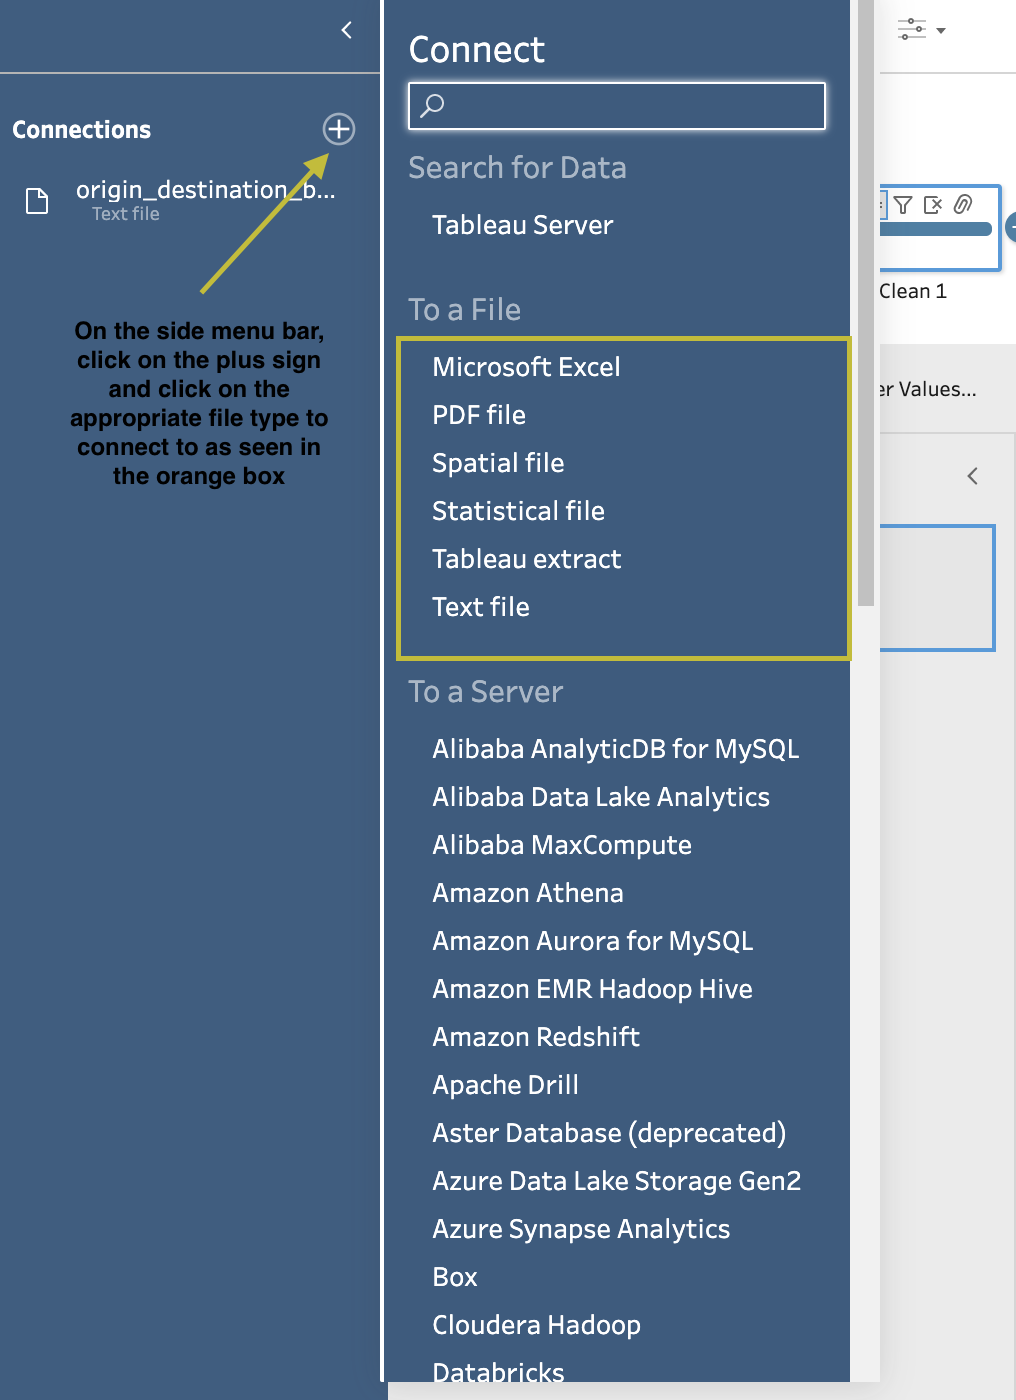 Connections
origin_destination_b...
Text file
On the side menu bar,
click on the plus sign
and click on the
appropriate file type to
connect to as seen in
the orange box
Connect
Search for Data
Tableau Server
To a File
Microsoft Excel
PDF file
Spatial file
Statistical file
Tableau extract
Text file
To a Server
Alibaba AnalyticDB for MySQL
Alibaba Data Lake Analytics
Alibaba MaxCompute
Amazon Athena
Amazon Aurora for MySQL
Amazon EMR Hadoop Hive
Amazon Redshift
Apache Drill
Aster Database (deprecated)
Azure Data Lake Storage Gen2
Azure Synapse Analytics
Box
Cloudera Hadoop
Databricks
Clean 1
er Values...